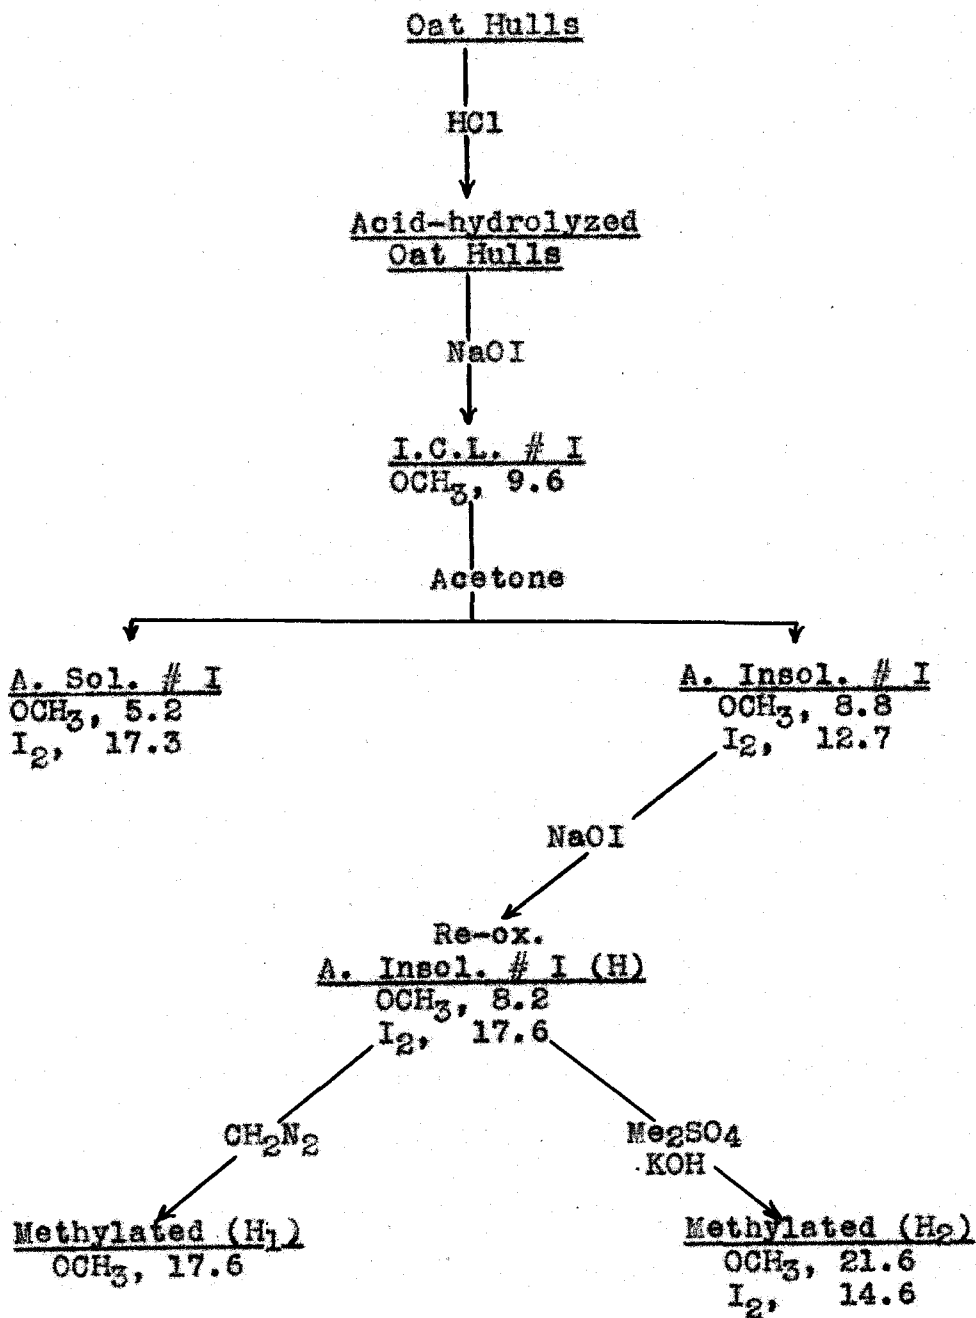 Oat Hulls
HCl
Acid-hydrolyzed
Oat Hulls
NaOI
I.C.L. # I
OCH3, 9.6
Acetone
A. Sol. # I
OCH3, 5.2
I2, 17.3
A. Insol. # I
OCH3, 8.8
I2, 12.7
NaOI
Re-ox.
A. Insol. # I (H)
OCH3, 8.2
I2, 17.6
CH2N2
Me2SO4
KOH
Methylated (H1)
OCH3, 17.6
Methylated (H2)
OCH3, 21.6
I2, 14.6